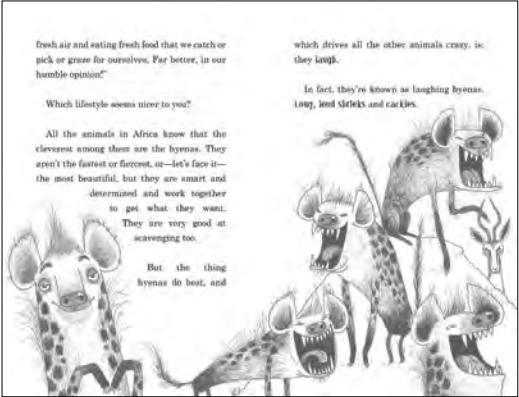 fresh air and eating fresh food that we catch or
pick or graze for ourselves. Far better, in our
humble opinion!"
Which lifestyle seems nicer to you?
All the animals in Africa know that the
cleverest among them are the hyenas. They
aren't the fastest or fiercest, or—let's face it—
the most beautiful, but they are smart and
determined and work together
to get what they want.
They are very good at
scavenging too.
But the thing
hyenas do best, and
which drives all the other animals crazy, is:
they laugh.
In fact, they're known as laughing hyenas.
Long, loud shrieks and cackles.